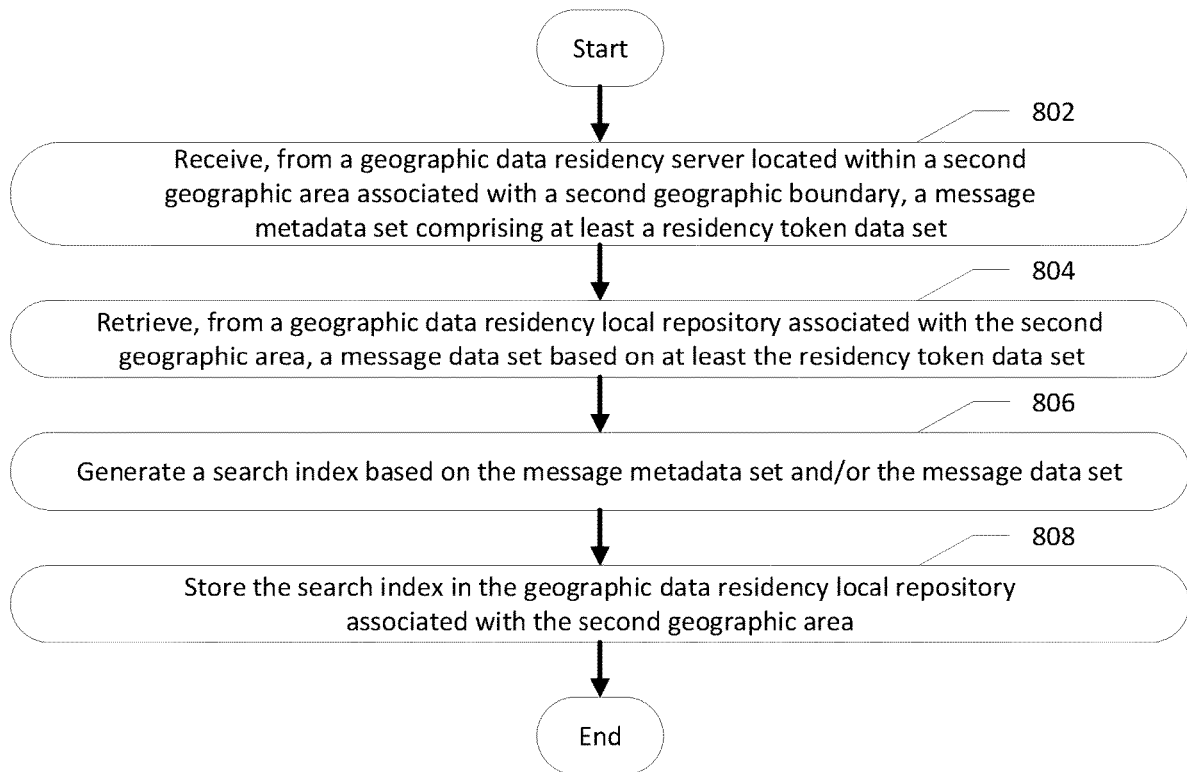 Start
802
Receive, from a geographic data residency server located within a second
geographic area associated with a second geographic boundary, a message
metadata set comprising at least a residency token data set
804
Retrieve, from a geographic data residency local repository associated with the second
geographic area, a message data set based on at least the residency token data set
806
Generate a search index based on the message metadata set and/or the message data set
808
Store the search index in the geographic data residency local repository
associated with the second geographic area
End